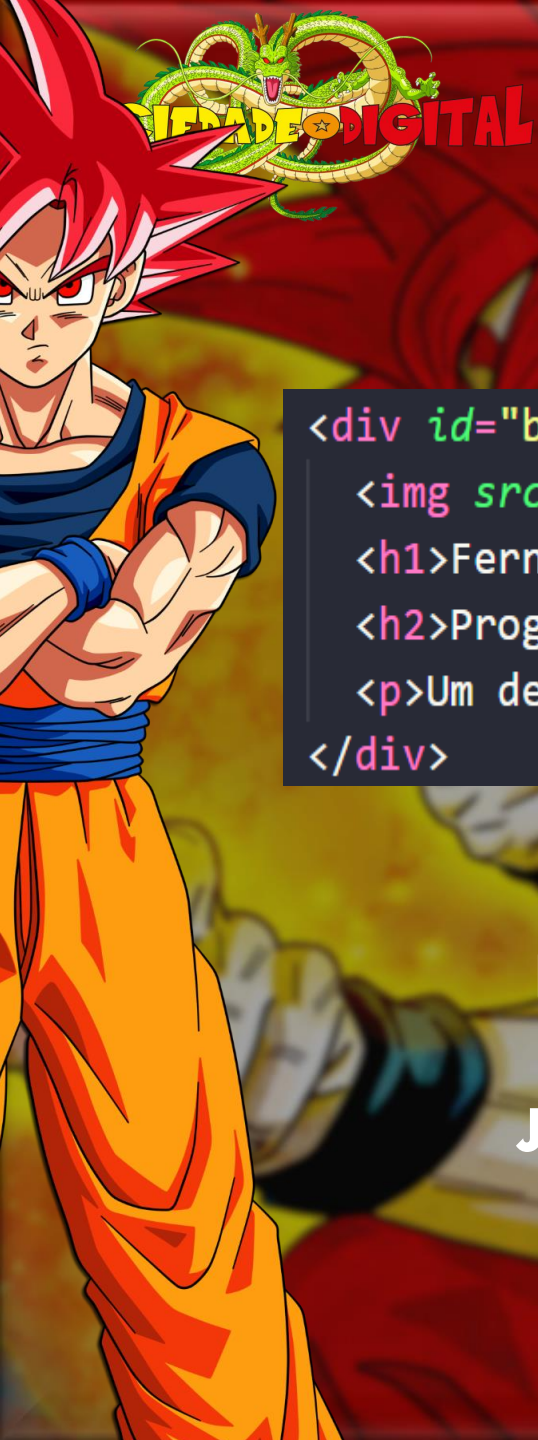 DIGITAL
<div id="b
<img src
<h1>Fern
<h2>Prog
<p>Um de
</div>
J